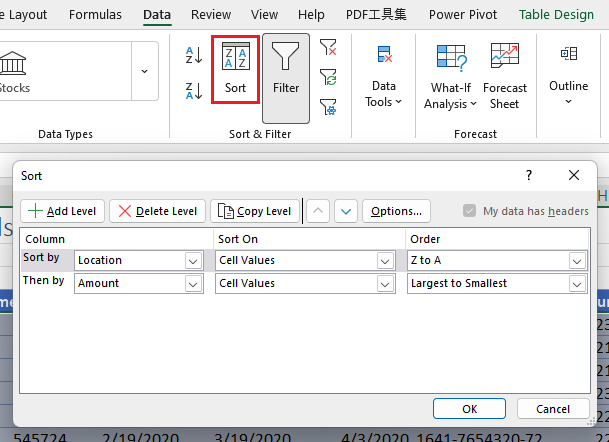 e Layout Formulas Data Review View Help PDF工具集 Power Pivot Table Design
Stocks
Sort
Filter
Data Tools
What-If Analysis
Forecast Sheet
Outline
Data Types
Sort & Filter
Forecast
Sort ?
Add Level Delete Level Copy Level Options... My data has headers
Column Sort On Order
Sort by Location Cell Values Z to A
Then by Amount Cell Values Largest to Smallest
OK Cancel
545724 2/19/2020 3/19/2020 4/3/2020 1641-7654320-72